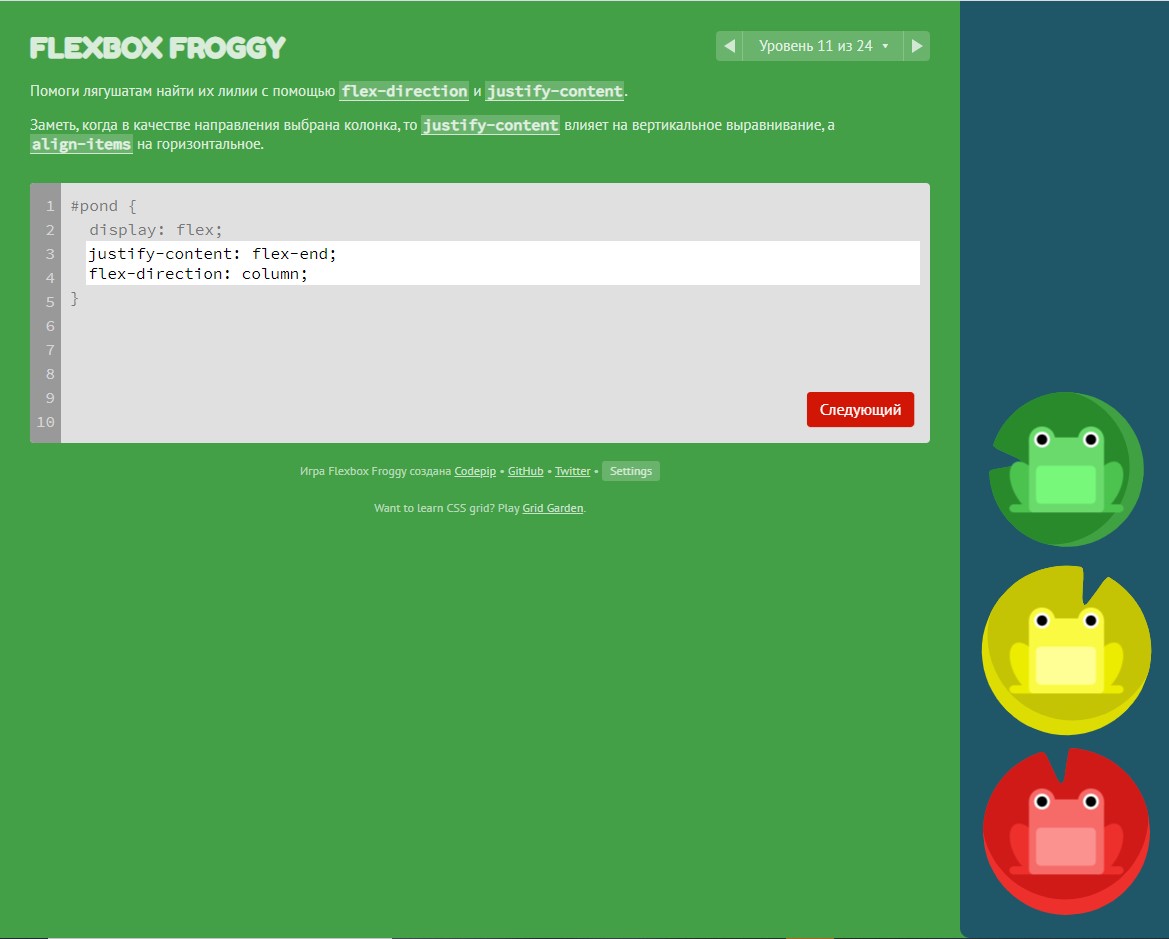 FLEXBOX FROGGY
Уровень 11 из 24
Помоги лягушатам найти их лилии с помощью flex-direction и justify-content.
Заметь, когда в качестве направления выбрана колонка, то justify-content влияет на вертикальное выравнивание, а
align-items на горизонтальное.
1 #pond {
2 display: flex;
3 justify-content: flex-end;
4 flex-direction: column;
5 }
6
7
8
9
10
Следующий
Игра Flexbox Froggy создана Codepip • GitHub • Twitter • Settings
Want to learn CSS grid? Play Grid Garden.